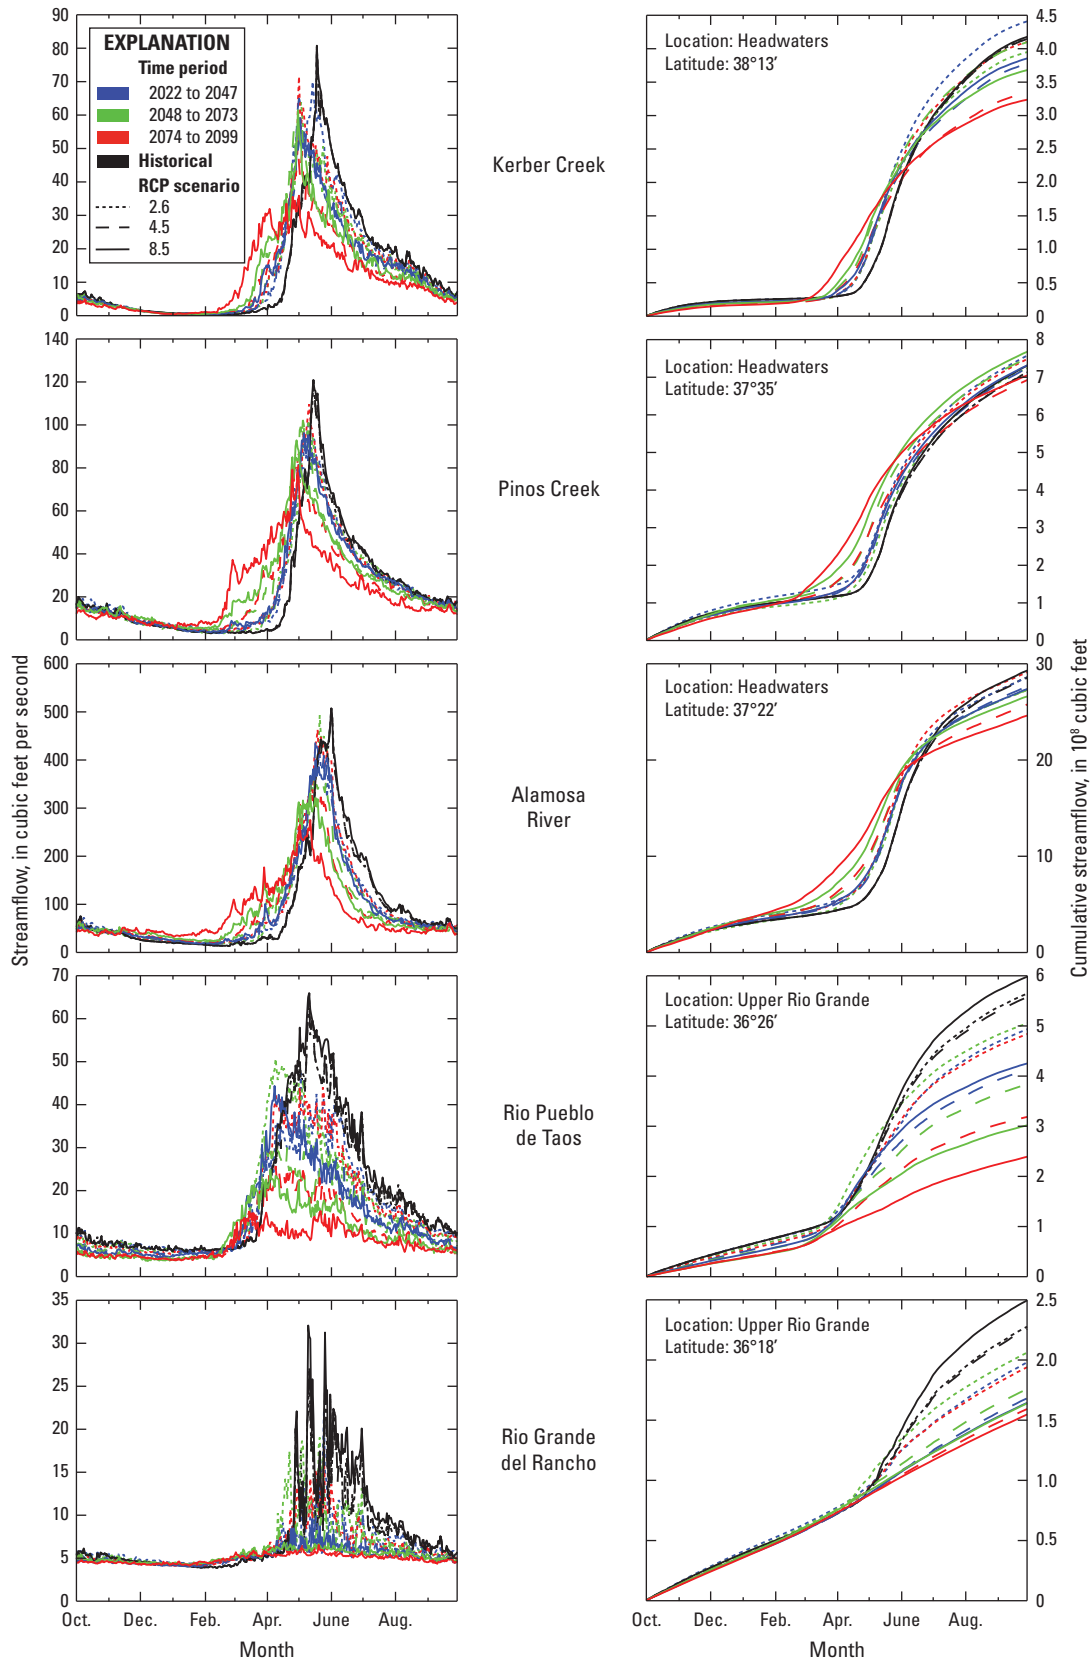 90
80
70
60
50
40
30
20
10
0
EXPLANATION
Time period
2022 to 2047
2048 to 2073
2074 to 2099
Historical
RCP scenario
2.6
4.5
8.5
Kerber Creek
Location: Headwaters
Latitude: 38°13′
4.5
4.0
3.5
3.0
2.5
2.0
1.5
1.0
0.5
0
140
120
100
80
60
40
20
0
Pinos Creek
Location: Headwaters
Latitude: 37°35′
8
7
6
5
4
3
2
1
0
Streamflow, in cubic feet per second
600
500
400
300
200
100
0
Alamosa
River
Location: Headwaters
Latitude: 37°22′
30
20
10
0
Cumulative streamflow, in 10⁸ cubic feet
70
60
50
40
30
20
10
0
Rio Pueblo
de Taos
Location: Upper Rio Grande
Latitude: 36°26′
6
5
4
3
2
1
0
35
30
25
20
15
10
5
0
Rio Grande
del Rancho
Location: Upper Rio Grande
Latitude: 36°18′
2.5
2.0
1.5
1.0
0.5
0
Oct. Dec. Feb. Apr. June Aug.
Month
Oct. Dec. Feb. Apr. June Aug.
Month